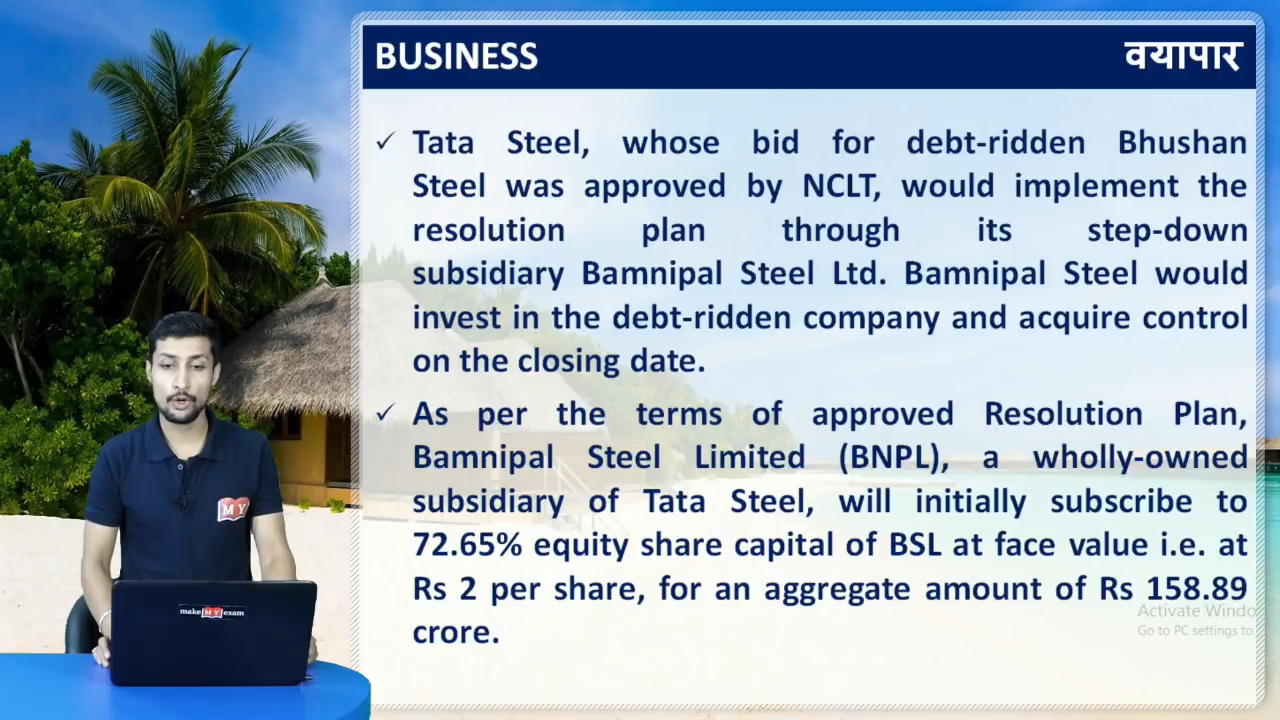 BUSINESS
वयापार
✓ Tata Steel, whose bid for debt-ridden Bhushan
Steel was approved by NCLT, would implement the
resolution plan through its step-down
subsidiary Bamnipal Steel Ltd. Bamnipal Steel would
invest in the debt-ridden company and acquire control
on the closing date.
✓ As per the terms of approved Resolution Plan,
Bamnipal Steel Limited (BNPL), a wholly-owned
subsidiary of Tata Steel, will initially subscribe to
72.65% equity share capital of BSL at face value i.e. at
Rs 2 per share, for an aggregate amount of Rs 158.89
crore.
Activate Windo
Go to PC settings to
MY
make MY exam